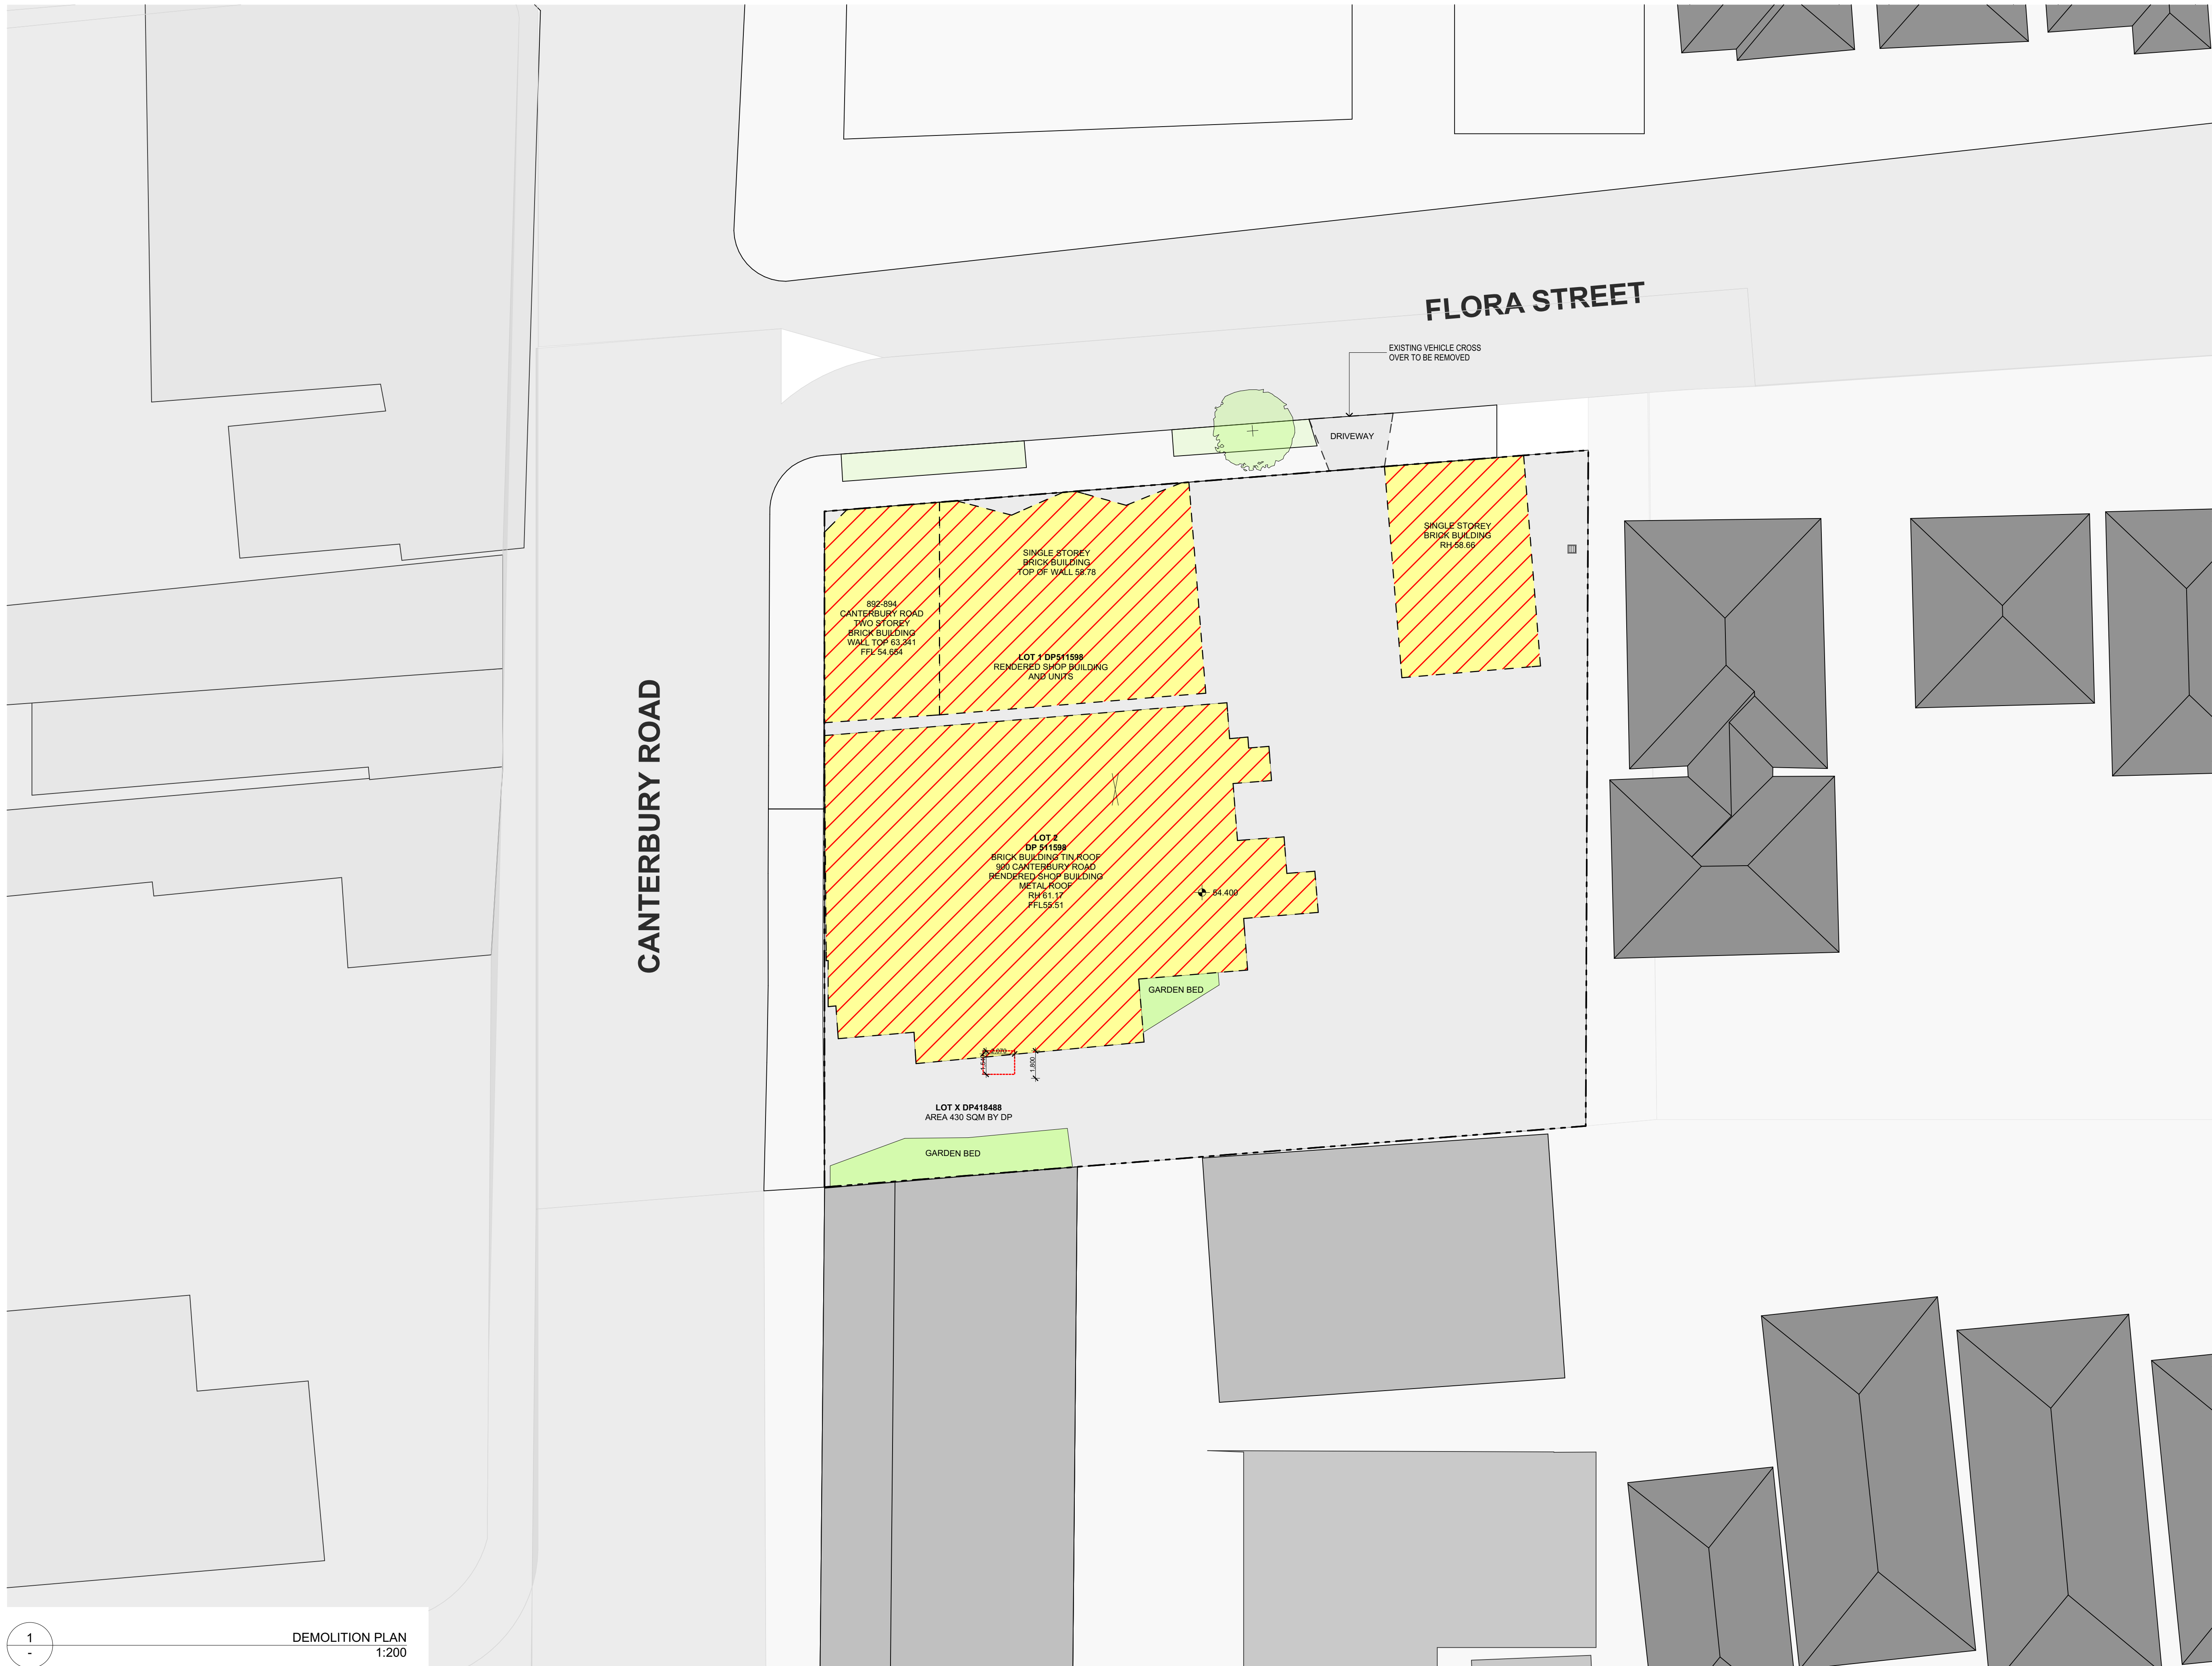 FLORA STREET
EXISTING VEHICLE CROSS
OVER TO BE REMOVED
DRIVEWAY
SINGLE STOREY
BRICK BUILDING
RH 58.66
SINGLE STOREY
BRICK BUILDING
TOP OF WALL 58.78
892-894
CANTERBURY ROAD
TWO STOREY
BRICK BUILDING
WALL TOP 63.341
FFL 54.654
LOT 1 DP511598
RENDERED SHOP BUILDING
AND UNITS
CANTERBURY ROAD
LOT 2
DP 511598
BRICK BUILDING TIN ROOF
900 CANTERBURY ROAD
RENDERED SHOP BUILDING
METAL ROOF
RH 61.17
FFL55.51
54.400
GARDEN BED
1.800
LOT X DP418488
AREA 430 SQM BY DP
GARDEN BED
1
-
DEMOLITION PLAN
1:200